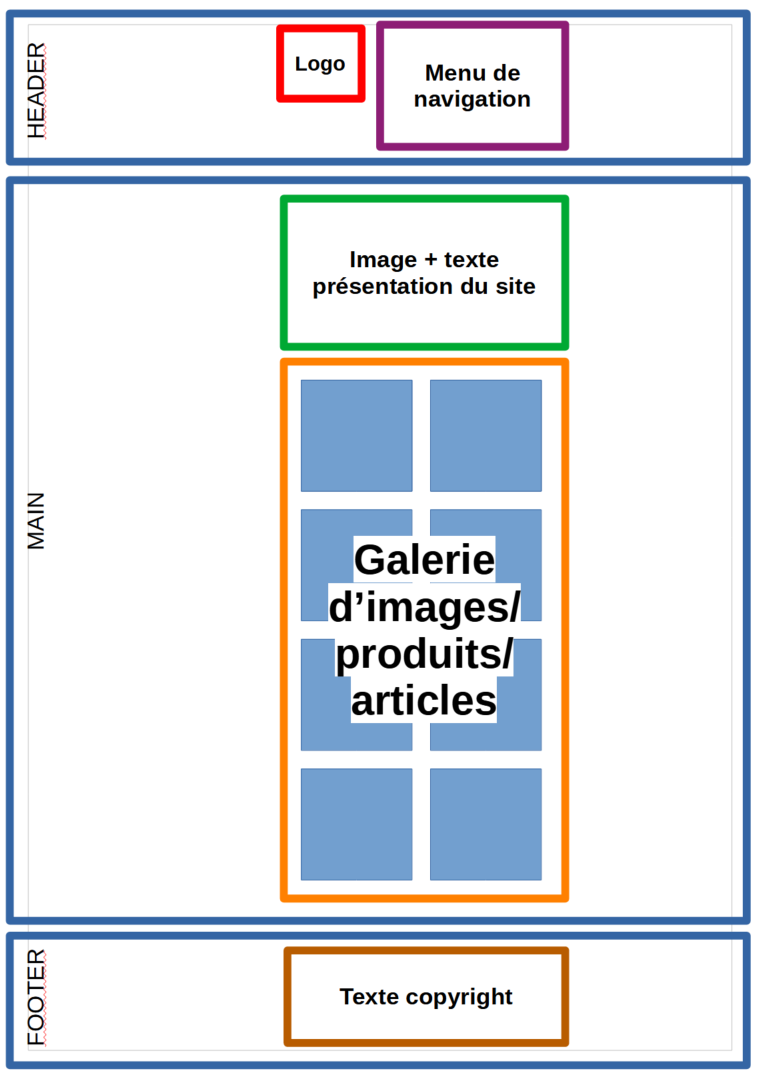 HEADER
Logo
Menu de
navigation
MAIN
Image + texte
présentation du site
Galerie
d’images/
produits/
articles
FOOTER
Texte copyright